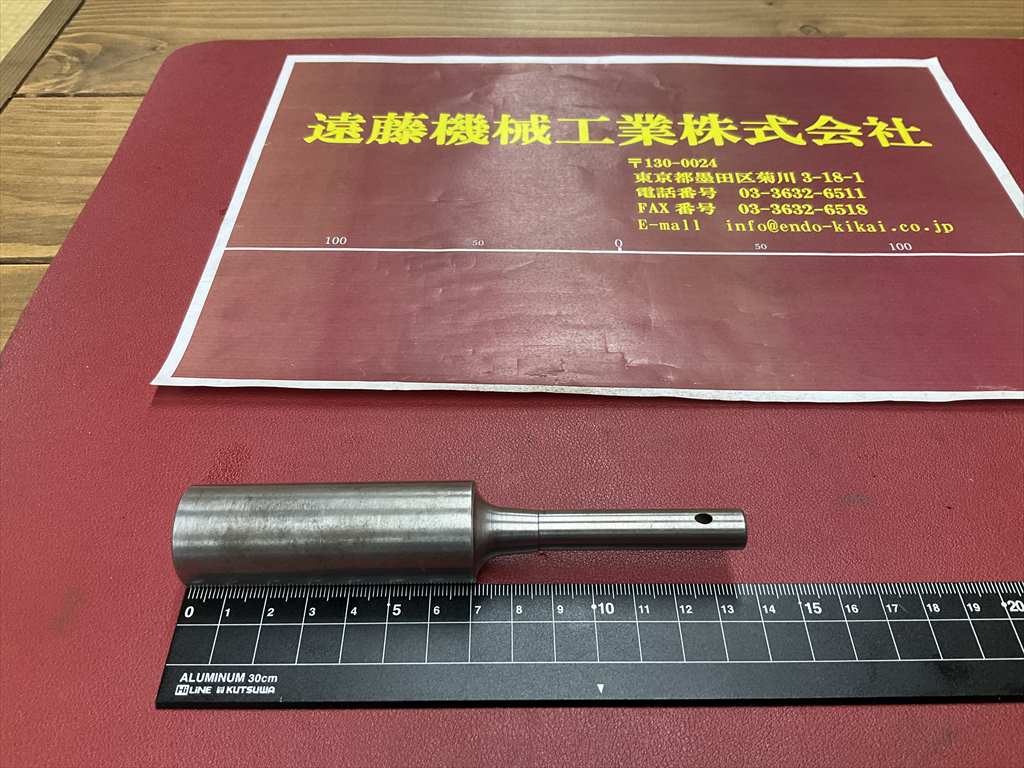 遠藤機械工業株式会社
〒130-0024
東京都墨田区菊川 3-18-1
電話番号 03-3632-6511
FAX 番号 03-3632-6518
E-mall info@endo-kikai.co.jp
100 50 0 50 100
0 1 2 3 4 5 6 7 8 9 10 11 12 13 14 15 16 17 18 19 20
ALUMINUM 30cm
Hi LiNE KUTSUWA